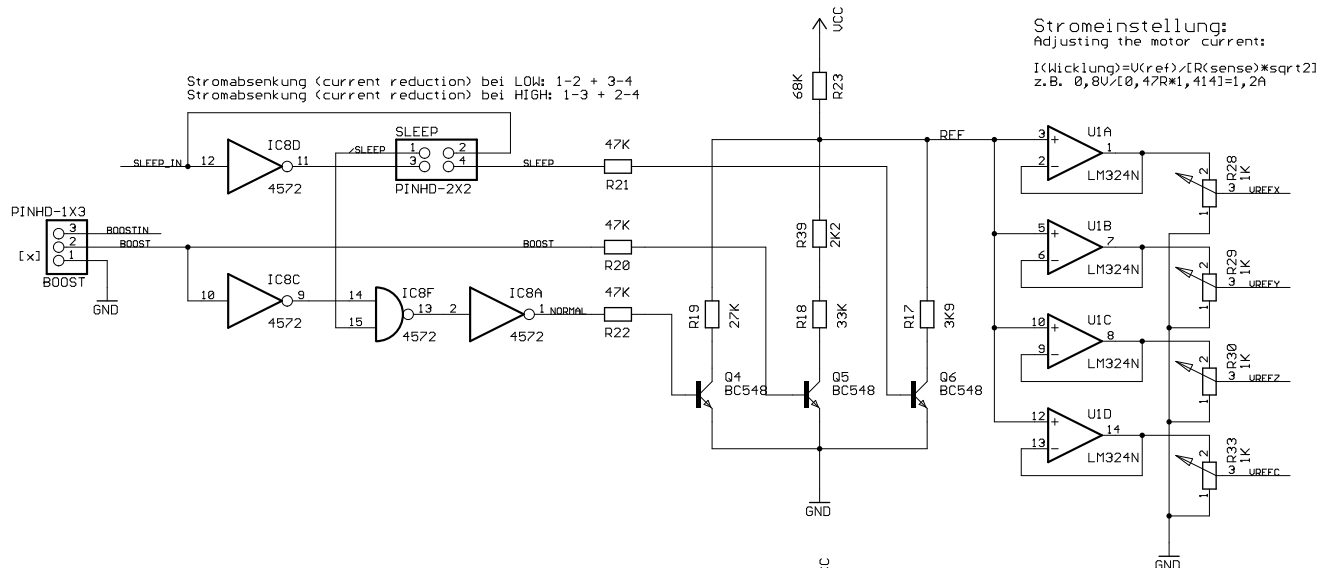 VCC
Stromeinstellung:
Adjusting the motor current:
I(Wicklung)=U(ref)/[R(sense)*sqrt2]
z.B. 0,8V/[0,47R*1,414]=1,2A
Stromabsenkung (current reduction) bei LOW: 1-2 + 3-4
Stromabsenkung (current reduction) bei HIGH: 1-3 + 2-4
68K
R23
SLEEP_IN
12
IC8D
11
4572
/SLEEP
SLEEP
1
2
3
4
PINHD-2X2
SLEEP
47K
R21
PINHD-1X3
3
BOOSTIN
2
BOOST
1
[x]
BOOST
GND
BOOST
47K
R20
10
IC8C
9
4572
14
15
IC8F
13
4572
2
IC8A
1
NORMAL
4572
47K
R22
R19
27K
R39
2K2
R18
33K
R17
3K9
Q4
BC548
Q5
BC548
Q6
BC548
GND
REF
3
2
U1A
1
LM324N
2
R28
1K
3
VREFX
1
5
6
U1B
7
LM324N
2
R29
1K
3
VREFY
1
10
9
U1C
8
LM324N
2
R30
1K
3
VREFZ
1
12
13
U1D
14
LM324N
2
R33
1K
3
VREFC
1
GND
CC